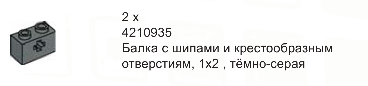 2 x
4210935
Балка с шипами и крестообразным
отверстиям, 1x2 , тёмно-серая